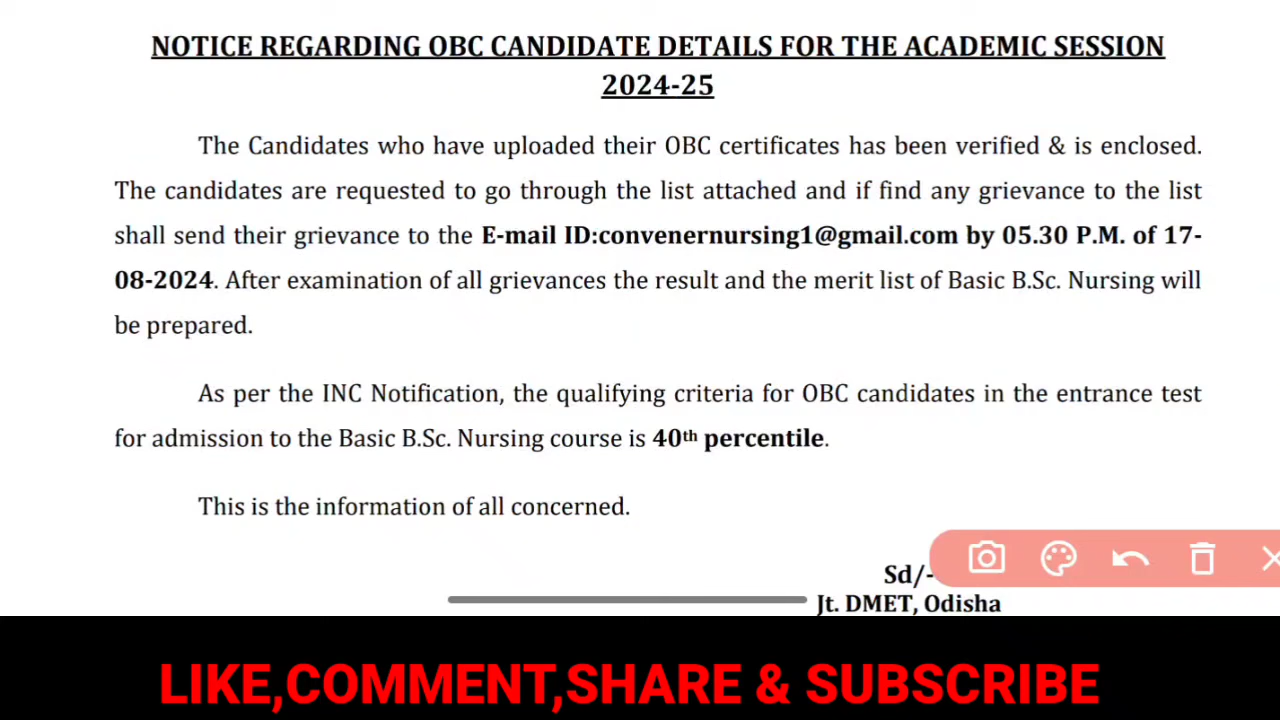 NOTICE REGARDING OBC CANDIDATE DETAILS FOR THE ACADEMIC SESSION
2024-25
The Candidates who have uploaded their OBC certificates has been verified & is enclosed.
The candidates are requested to go through the list attached and if find any grievance to the list
shall send their grievance to the E-mail ID:convenernursing1@gmail.com by 05.30 P.M. of 17-
08-2024. After examination of all grievances the result and the merit list of Basic B.Sc. Nursing will
be prepared.
As per the INC Notification, the qualifying criteria for OBC candidates in the entrance test
for admission to the Basic B.Sc. Nursing course is 40th percentile.
This is the information of all concerned.
Sd/-
Jt. DMET, Odisha
LIKE,COMMENT,SHARE & SUBSCRIBE